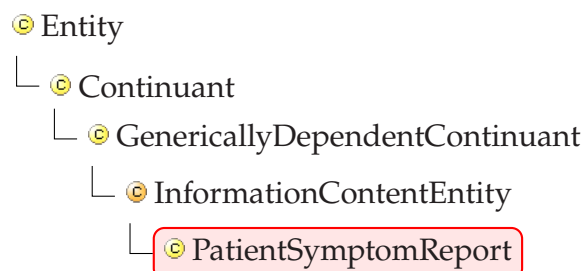 Entity
Continuant
GenericallyDependentContinuant
InformationContentEntity
PatientSymptomReport